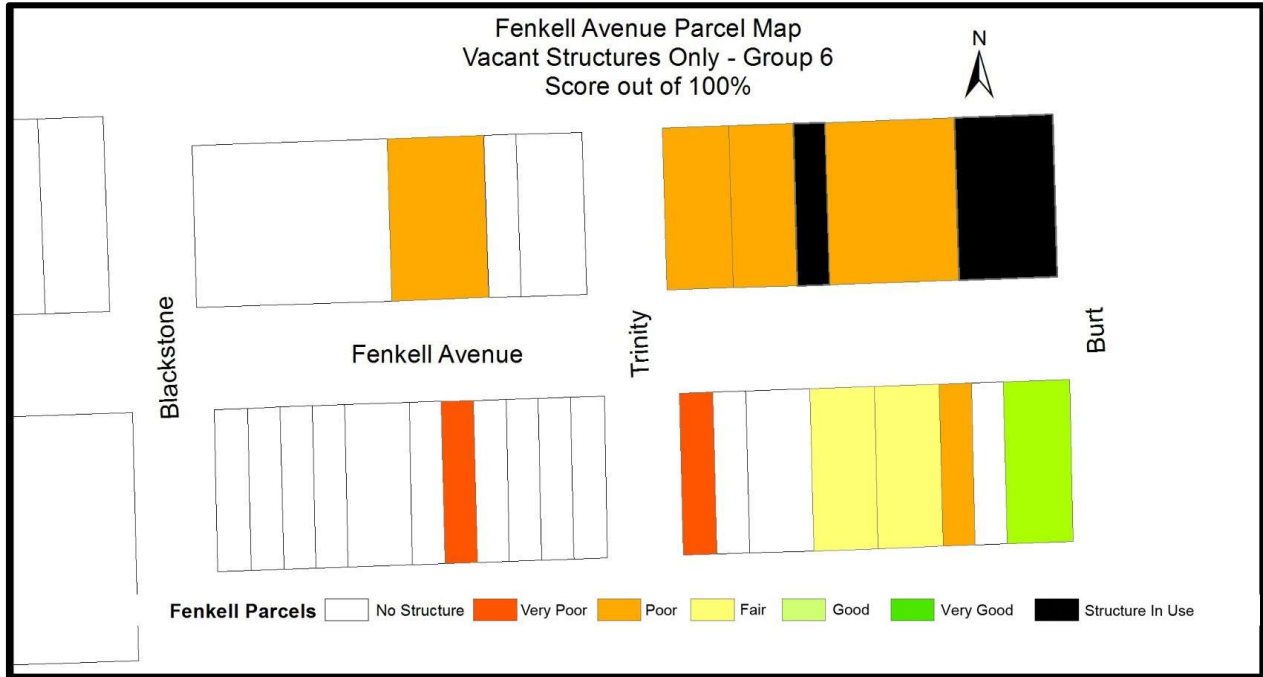 Fenkell Avenue Parcel Map
Vacant Structures Only - Group 6
Score out of 100%
N
Blackstone
Fenkell Avenue
Trinity
Burt
Fenkell Parcels No Structure Very Poor Poor Fair Good Very Good Structure In Use